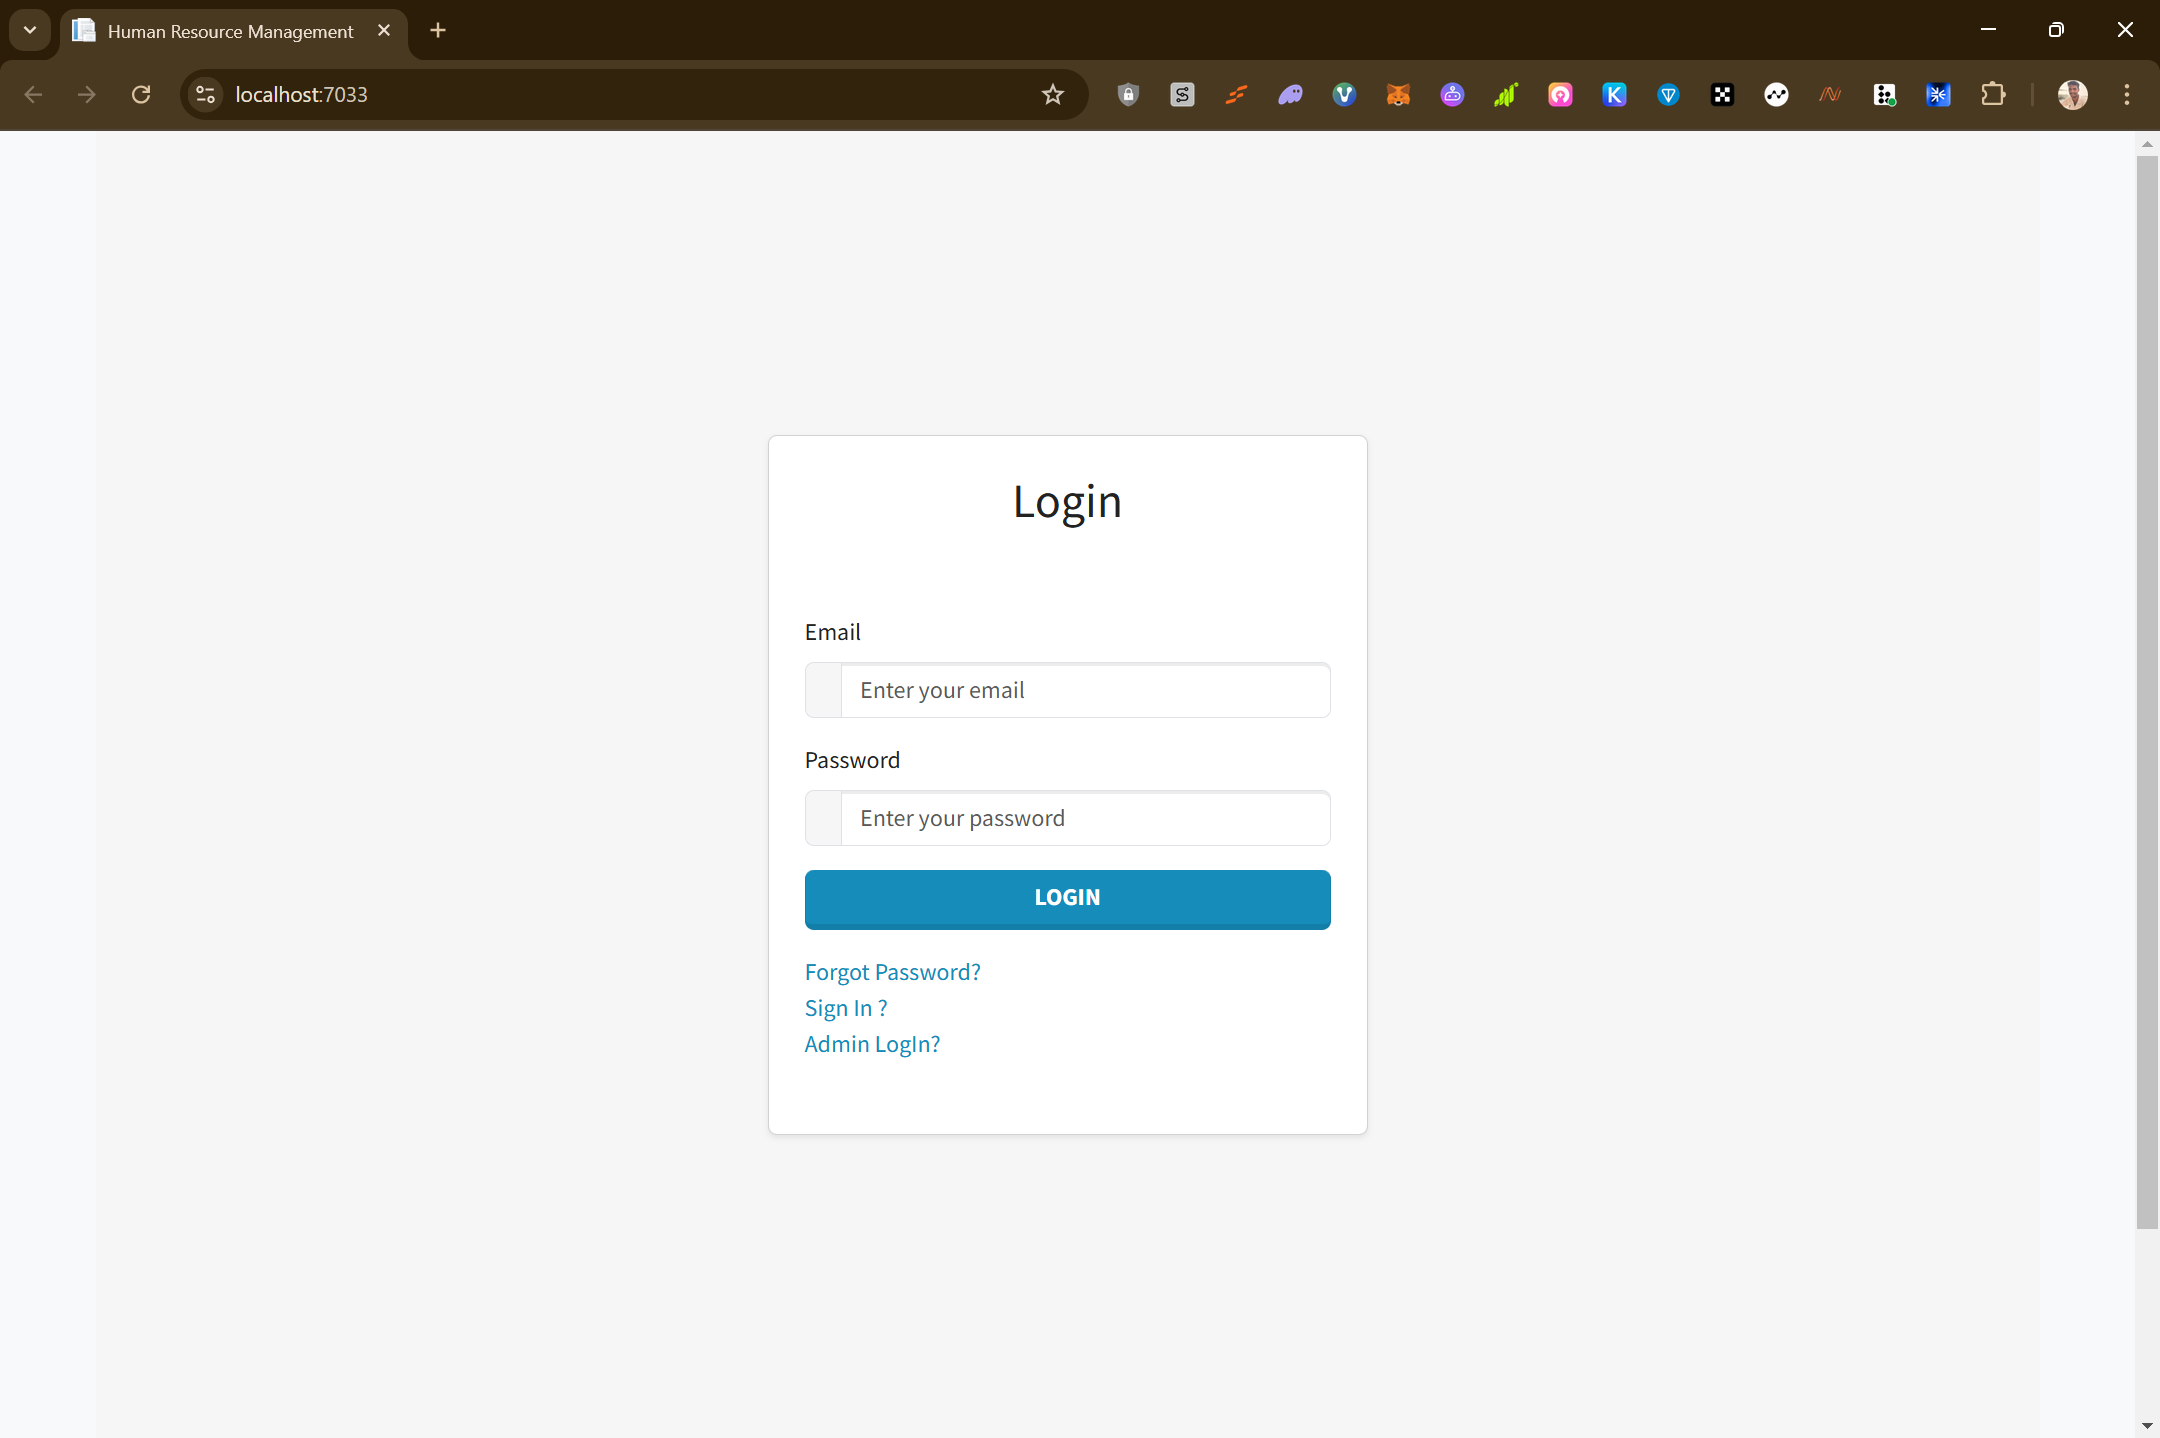 Human Resource Management
localhost:7033
Login
Email
Enter your email
Password
Enter your password
LOGIN
Forgot Password?
Sign In ?
Admin LogIn?